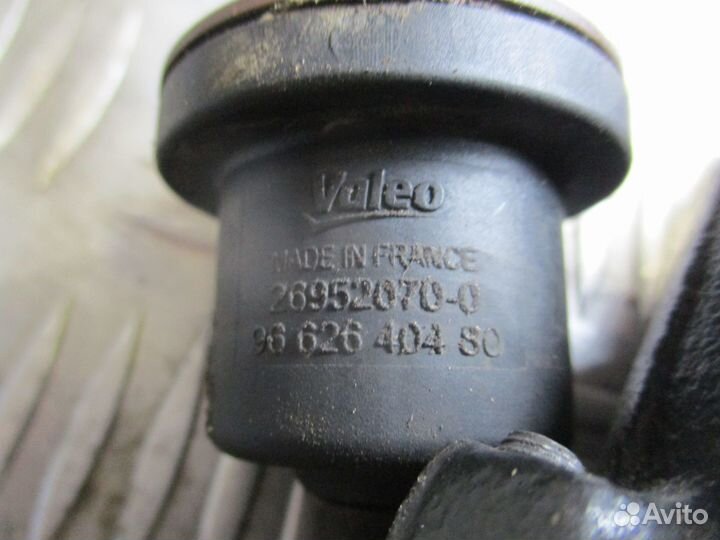 Valeo
MADE IN FRANCE
26952070-0
96 626 404 80
Avito